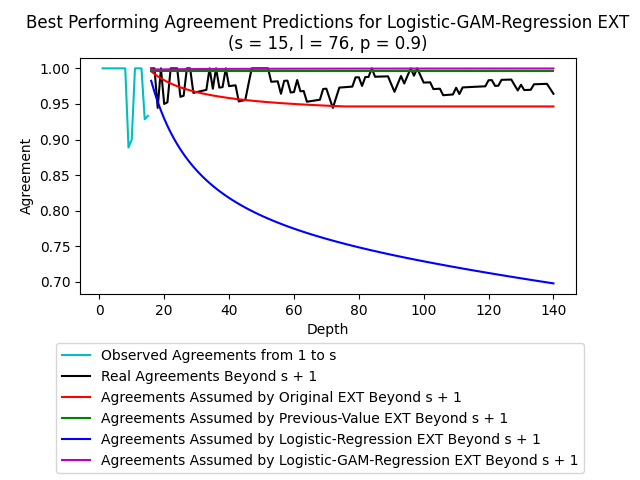 Best Performing Agreement Predictions for Logistic-GAM-Regression EXT
(s = 15, l = 76, p = 0.9)
1.00
0.95
0.90
0.85
0.80
0.75
0.70
Agreement
0 20 40 60 80 100 120 140
Depth
Observed Agreements from 1 to s
Real Agreements Beyond s + 1
Agreements Assumed by Original EXT Beyond s + 1
Agreements Assumed by Previous-Value EXT Beyond s + 1
Agreements Assumed by Logistic-Regression EXT Beyond s + 1
Agreements Assumed by Logistic-GAM-Regression EXT Beyond s + 1